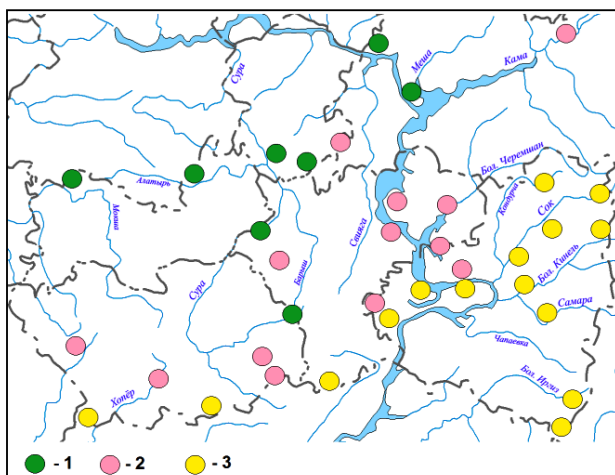 Сура
Меша
Кама
Бол. Черемшан
Алатырь
Мокша
Свияга
Кондурча
Сок
Бол. Кинель
Сура
Барыш
Самара
Чапаевка
Хопёр
Бол. Иргиз
- 1
- 2
- 3